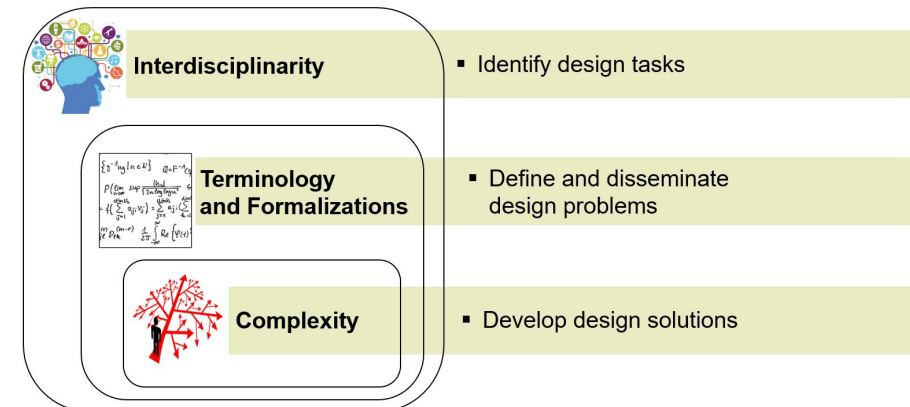 Interdisciplinarity
▪ Identify design tasks
Terminology
and Formalizations
▪ Define and disseminate
design problems
Complexity
▪ Develop design solutions